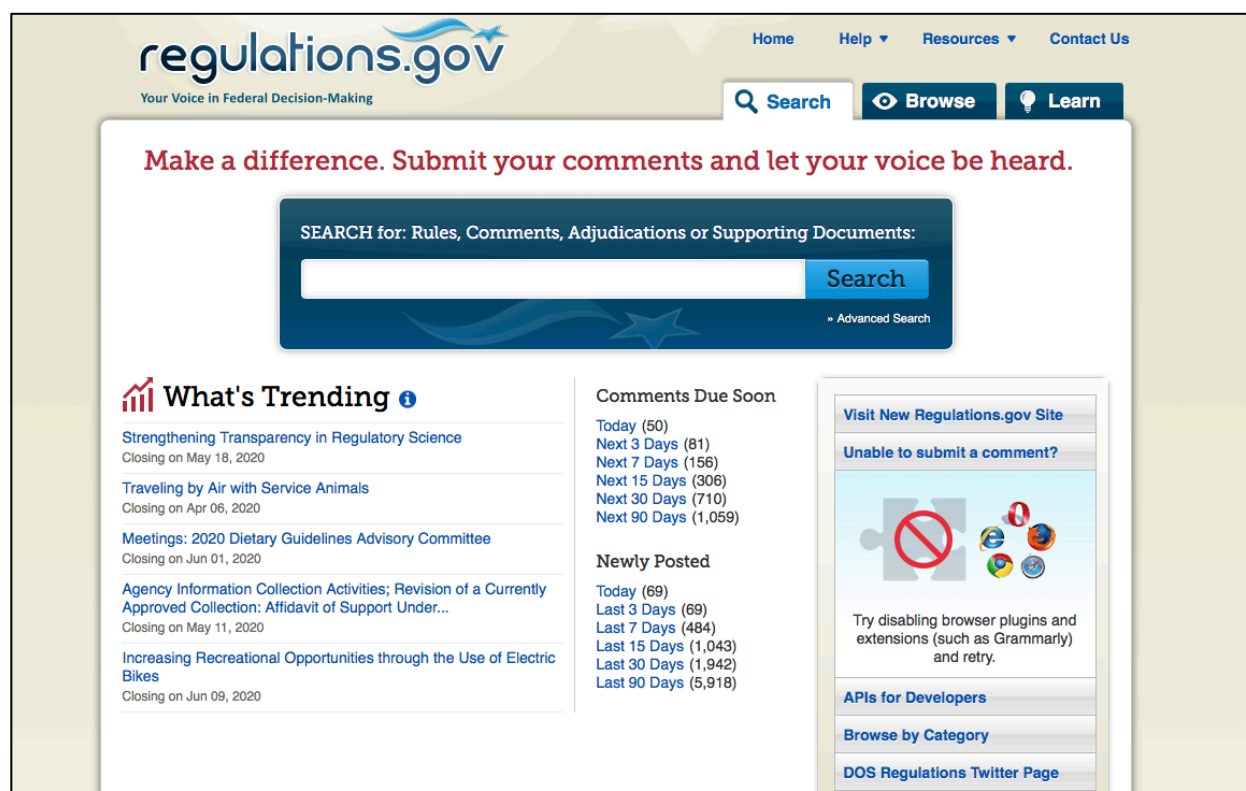 regulations.gov
Your Voice in Federal Decision-Making
Home Help Resources Contact Us
Search Browse Learn
Make a difference. Submit your comments and let your voice be heard.
SEARCH for: Rules, Comments, Adjudications or Supporting Documents:
Search
» Advanced Search
What's Trending
Strengthening Transparency in Regulatory Science
Closing on May 18, 2020
Traveling by Air with Service Animals
Closing on Apr 06, 2020
Meetings: 2020 Dietary Guidelines Advisory Committee
Closing on Jun 01, 2020
Agency Information Collection Activities; Revision of a Currently
Approved Collection: Affidavit of Support Under...
Closing on May 11, 2020
Increasing Recreational Opportunities through the Use of Electric
Bikes
Closing on Jun 09, 2020
Comments Due Soon
Today (50)
Next 3 Days (81)
Next 7 Days (156)
Next 15 Days (306)
Next 30 Days (710)
Next 90 Days (1,059)
Newly Posted
Today (69)
Last 3 Days (69)
Last 7 Days (484)
Last 15 Days (1,043)
Last 30 Days (1,942)
Last 90 Days (5,918)
Visit New Regulations.gov Site
Unable to submit a comment?
Try disabling browser plugins and
extensions (such as Grammarly)
and retry.
APIs for Developers
Browse by Category
DOS Regulations Twitter Page